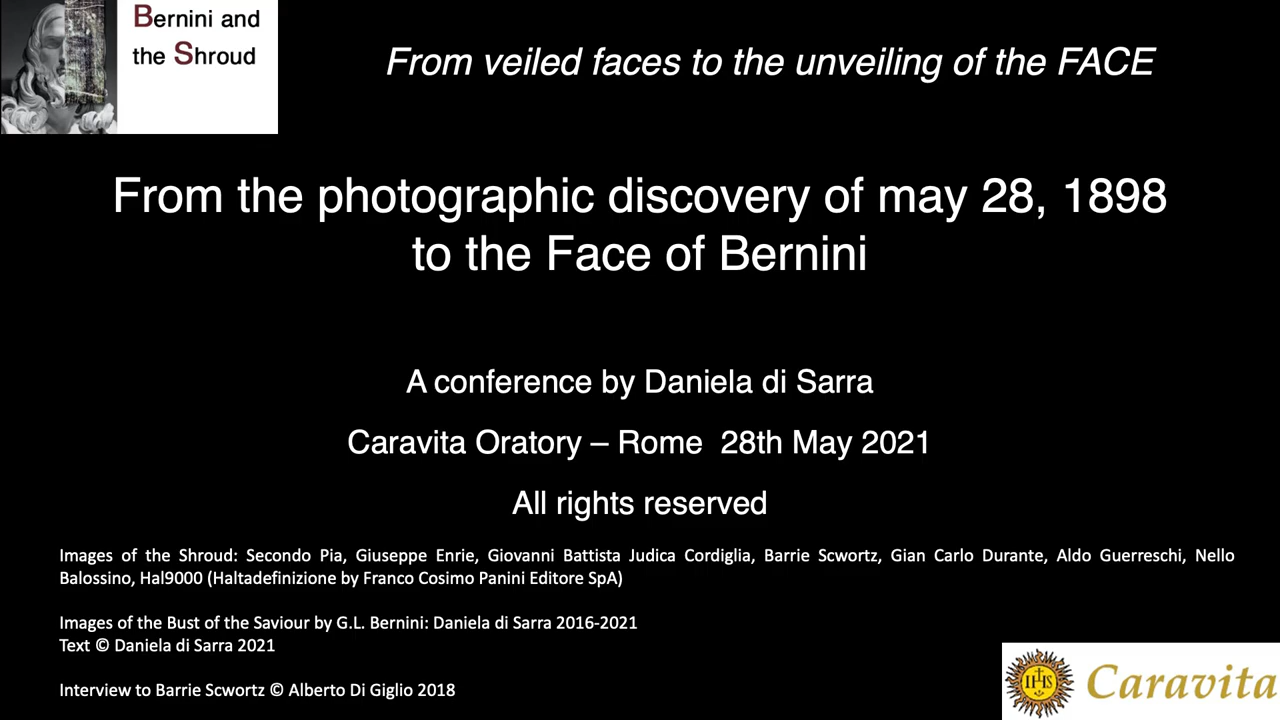 Bernini and
the Shroud
From veiled faces to the unveiling of the FACE
From the photographic discovery of may 28, 1898
to the Face of Bernini
A conference by Daniela di Sarra
Caravita Oratory – Rome 28th May 2021
All rights reserved
Images of the Shroud: Secondo Pia, Giuseppe Enrie, Giovanni Battista Judica Cordiglia, Barrie Scwortz, Gian Carlo Durante, Aldo Guerreschi, Nello
Balossino, Hal9000 (Haltadefinizione by Franco Cosimo Panini Editore SpA)
Images of the Bust of the Saviour by G.L. Bernini: Daniela di Sarra 2016-2021
Text © Daniela di Sarra 2021
Interview to Barrie Scwortz © Alberto Di Giglio 2018
IHS Caravita